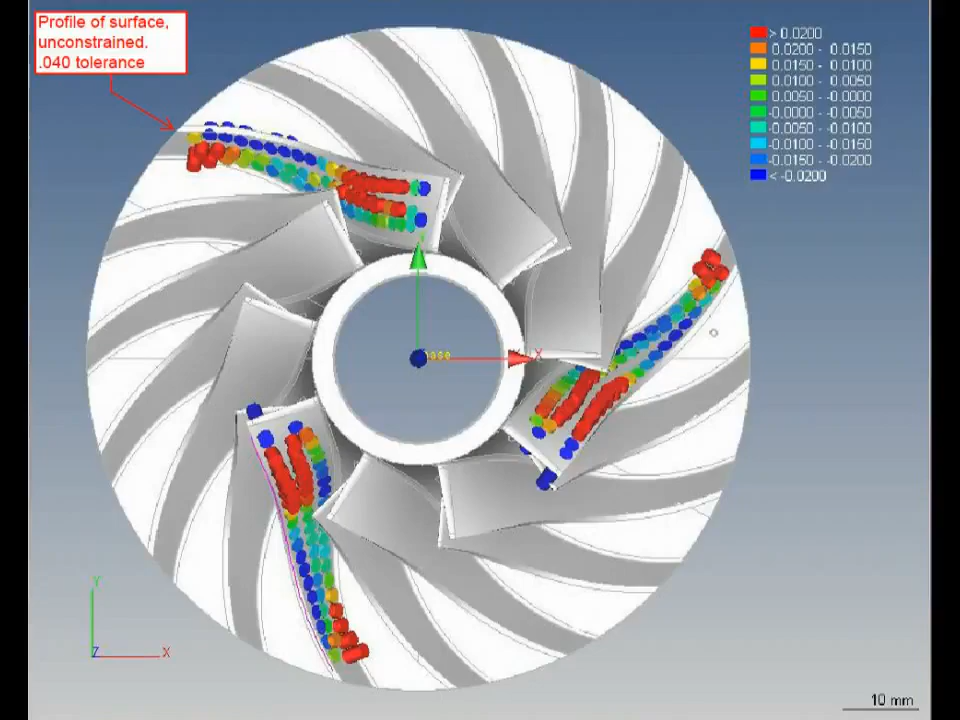 Profile of surface,
unconstrained.
.040 tolerance
> 0.0200
0.0200 - 0.0150
0.0150 - 0.0100
0.0100 - 0.0050
0.0050 - -0.0000
-0.0000 - -0.0050
-0.0050 - -0.0100
-0.0100 - -0.0150
-0.0150 - -0.0200
< -0.0200
X
Y
Z
X
10 mm